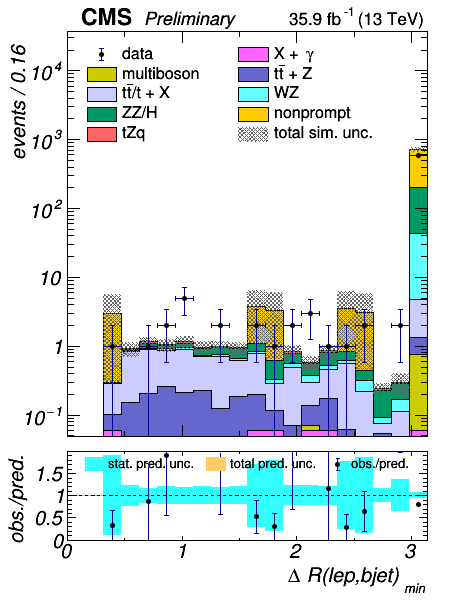 CMS Preliminary 35.9 fb⁻¹ (13 TeV)
events / 0.16
10⁴
10³
10²
10
1
10⁻¹
data
multiboson
tt̄/t + X
ZZ/H
tZq
X + γ
tt̄ + Z
WZ
nonprompt
total sim. unc.
obs./pred.
1.5
1
0.5
0
stat. pred. unc. total pred. unc. obs./pred.
0 1 2 3
Δ R(lep,bjet) min